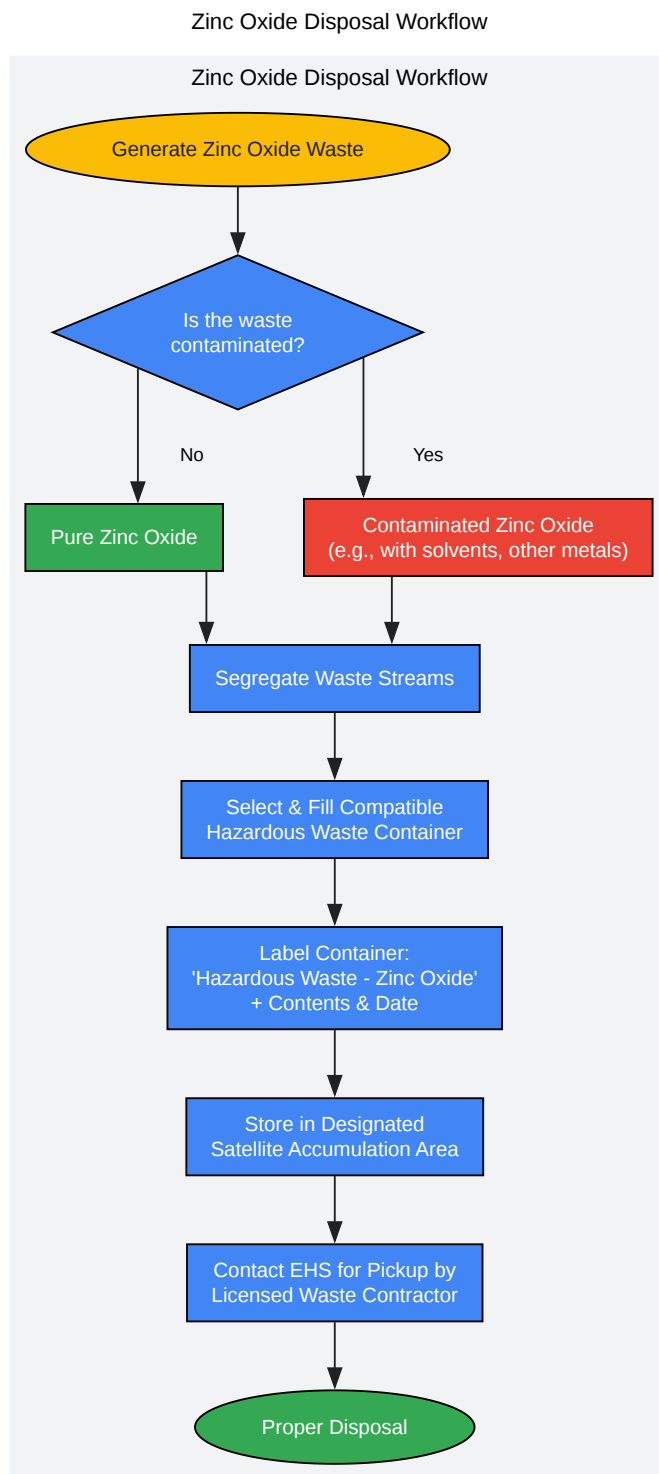 Zinc Oxide Disposal Workflow
Zinc Oxide Disposal Workflow
Generate Zinc Oxide Waste
Is the waste
contaminated?
No
Yes
Pure Zinc Oxide
Contaminated Zinc Oxide
(e.g., with solvents, other metals)
Segregate Waste Streams
Select & Fill Compatible
Hazardous Waste Container
Label Container:
'Hazardous Waste - Zinc Oxide'
+ Contents & Date
Store in Designated
Satellite Accumulation Area
Contact EHS for Pickup by
Licensed Waste Contractor
Proper Disposal